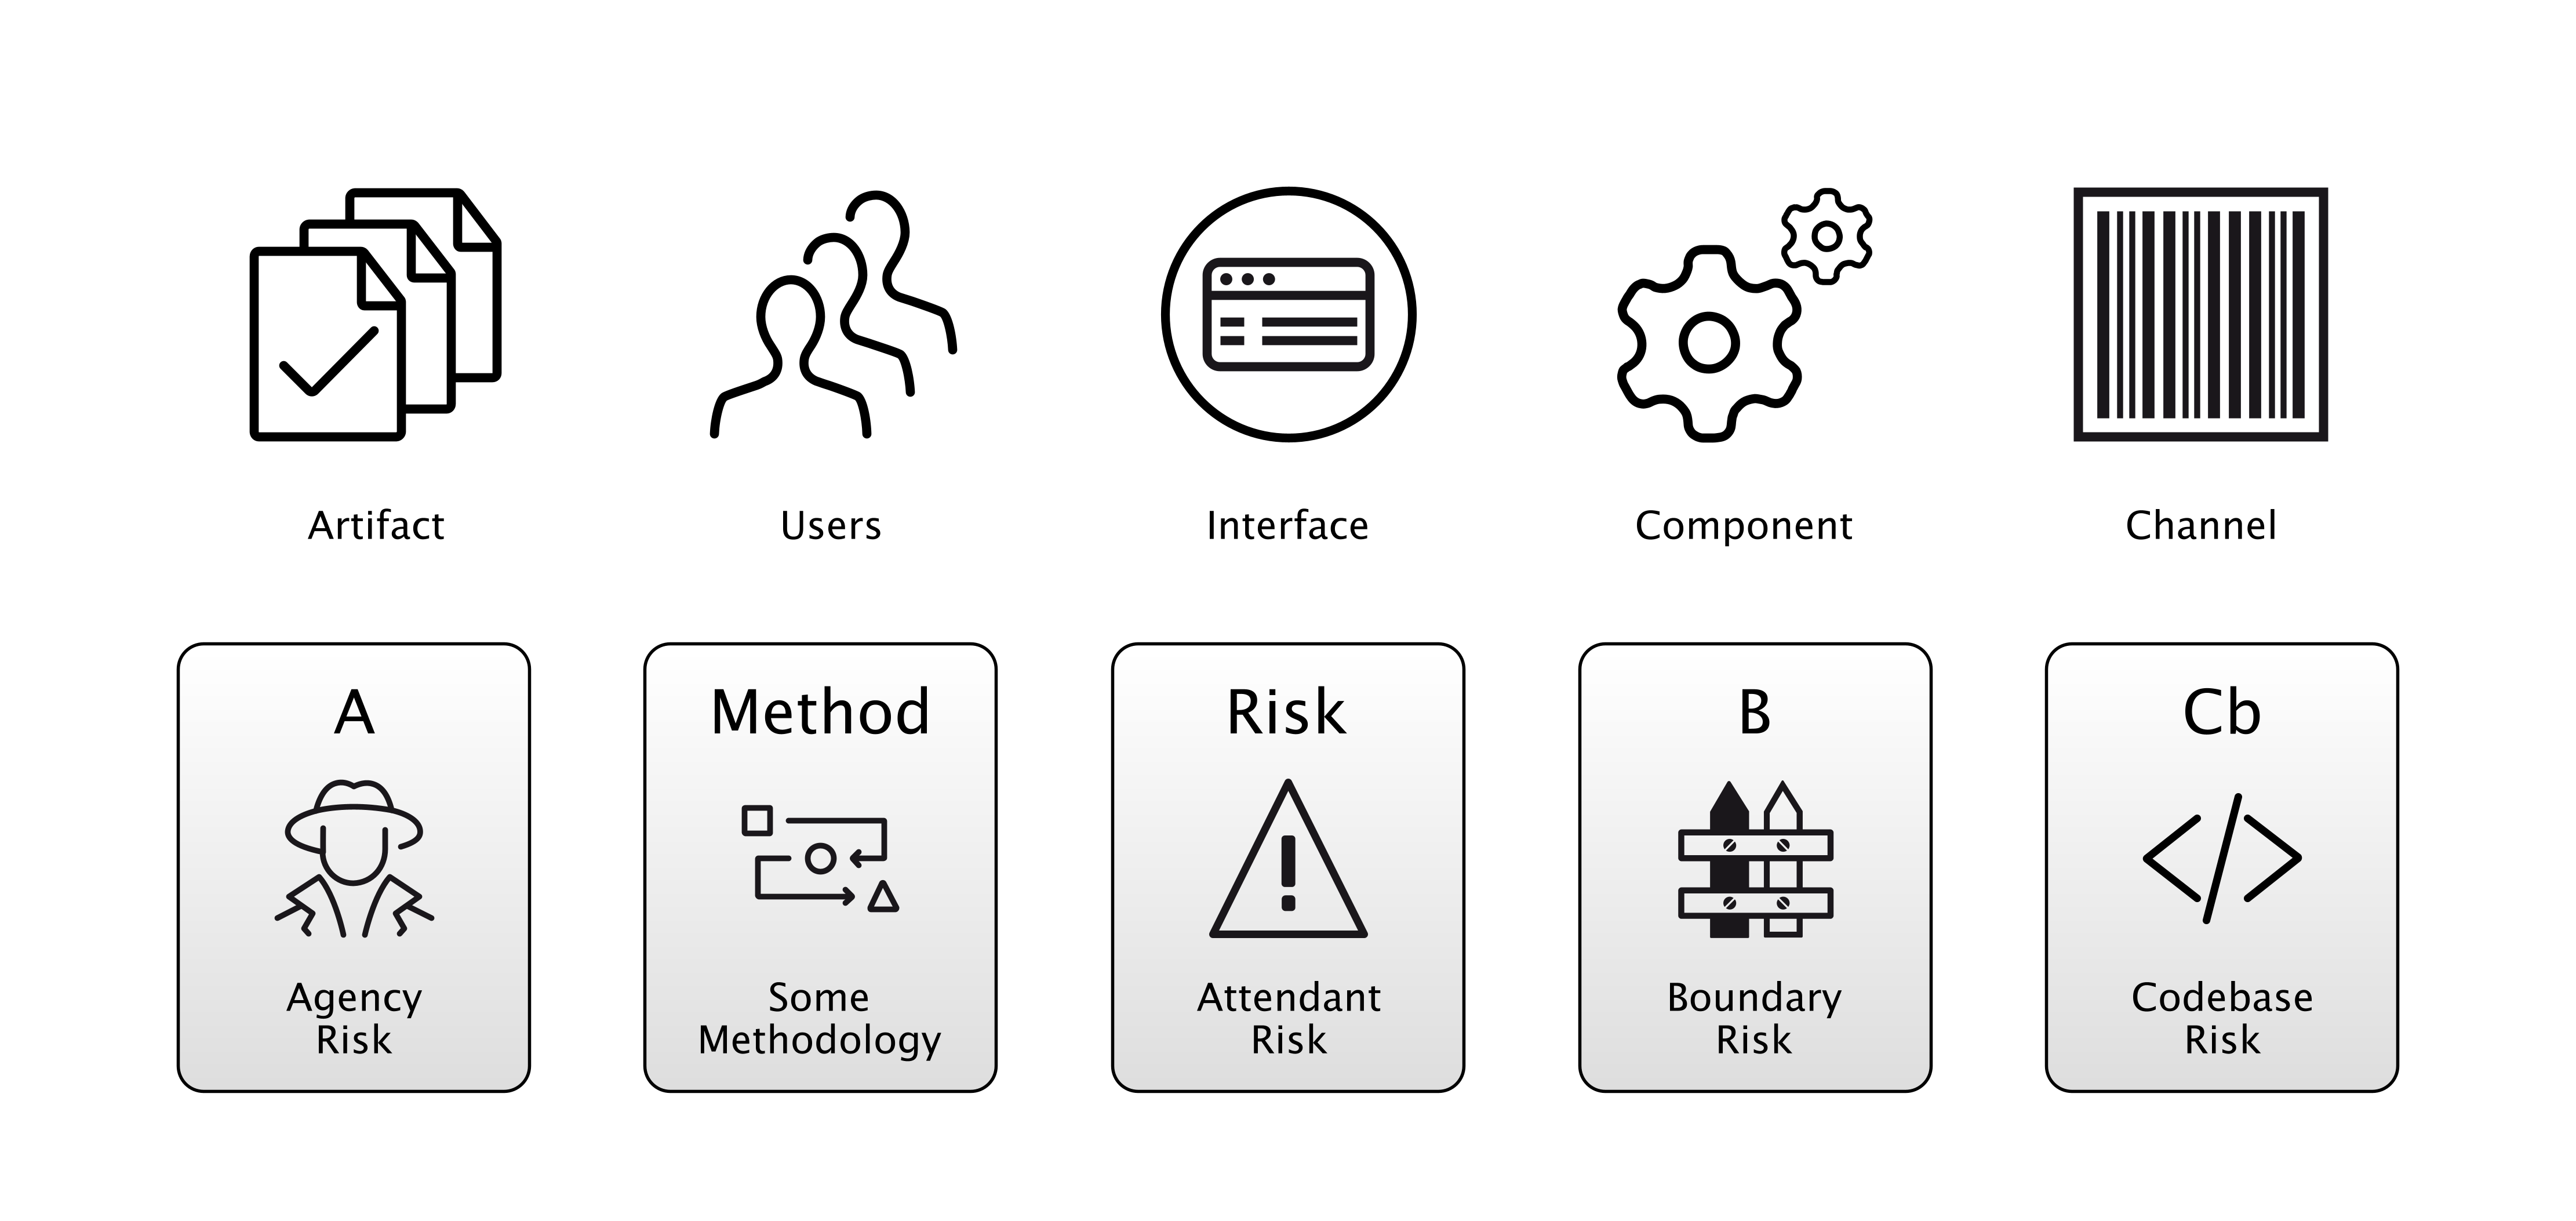 Artifact
Users
Interface
Component
Channel
A
Agency
Risk
Method
Some
Methodology
Risk
Attendant
Risk
B
Boundary
Risk
Cb
Codebase
Risk